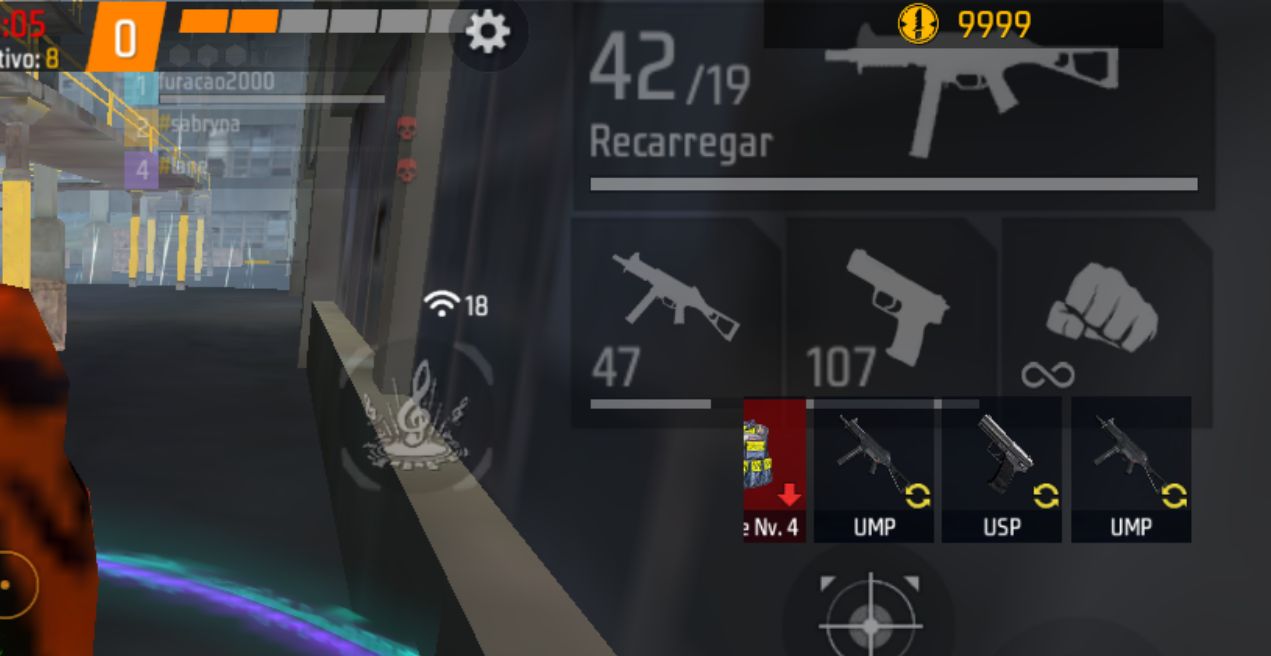 :05
tivo: 8
0
9999
1 furacao2000
2 #sabryna
4
42/19
Recarregar
18
47
107
∞
e Nv. 4
UMP
USP
UMP